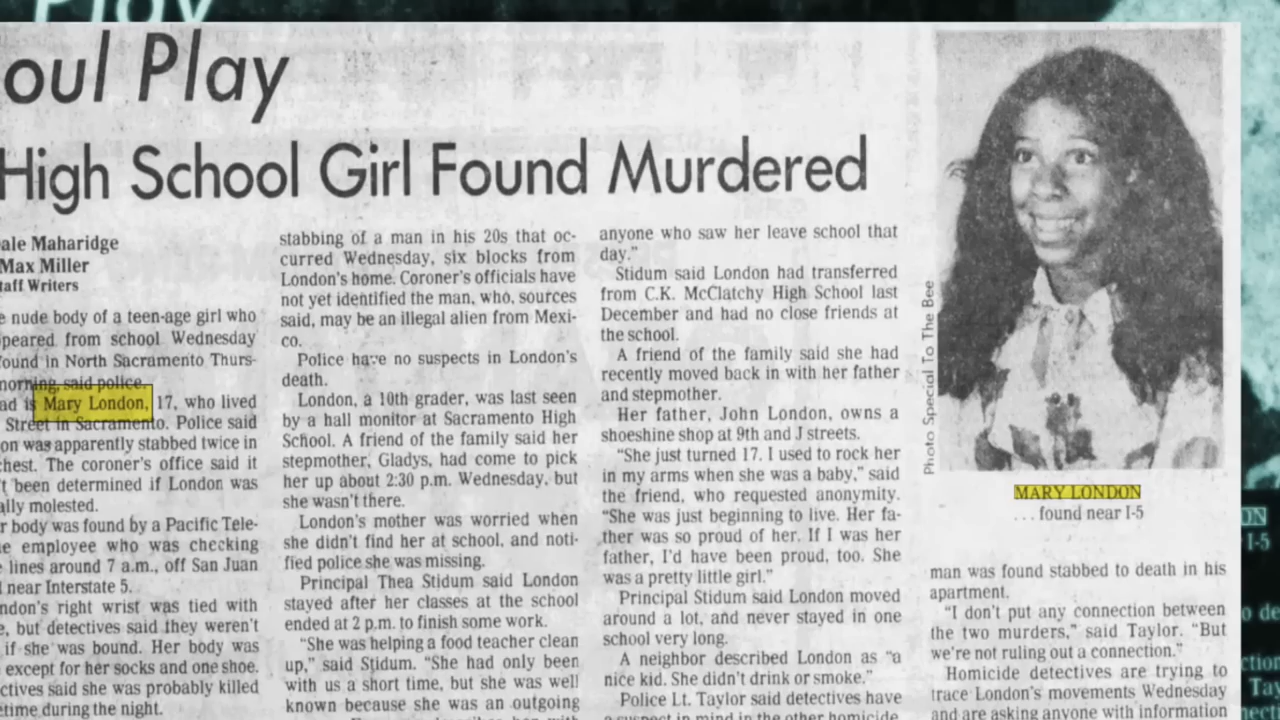 Play
oul Play
High School Girl Found Murdered
ale Maharidge
Max Miller
taff Writers
e nude body of a teen-age girl who
peared from school Wednesday
found in North Sacramento Thurs-
morning, said police.
ad is Mary London, 17, who lived
Street in Sacramento. Police said
on was apparently stabbed twice in
chest. The coroner's office said it
't been determined if London was
ally molested.
r body was found by a Pacific Tele-
e employee who was checking
lines around 7 a.m., off San Juan
near Interstate 5.
ndon's right wrist was tied with
e, but detectives said they weren't
if she was bound. Her body was
except for her socks and one shoe.
ctives said she was probably killed
etime during the night.
stabbing of a man in his 20s that oc-
curred Wednesday, six blocks from
London's home. Coroner's officials have
not yet identified the man, who, sources
said, may be an illegal alien from Mexi-
co.
Police have no suspects in London's
death.
London, a 10th grader, was last seen
by a hall monitor at Sacramento High
School. A friend of the family said her
stepmother, Gladys, had come to pick
her up about 2:30 p.m. Wednesday, but
she wasn't there.
London's mother was worried when
she didn't find her at school, and noti-
fied police she was missing.
Principal Thea Stidum said London
stayed after her classes at the school
ended at 2 p.m. to finish some work.
"She was helping a food teacher clean
up," said Stidum. "She had only been
with us a short time, but she was well
known because she was an outgoing
anyone who saw her leave school that
day."
Stidum said London had transferred
from C.K. McClatchy High School last
December and had no close friends at
the school.
A friend of the family said she had
recently moved back in with her father
and stepmother.
Her father, John London, owns a
shoeshine shop at 9th and J streets.
"She just turned 17. I used to rock her
in my arms when she was a baby," said
the friend, who requested anonymity.
"She was just beginning to live. Her fa-
ther was so proud of her. If I was her
father, I'd have been proud, too. She
was a pretty little girl."
Principal Stidum said London moved
around a lot, and never stayed in one
school very long.
A neighbor described London as "a
nice kid. She didn't drink or smoke."
Police Lt. Taylor said detectives have
a suspect in mind in the other homicide,
Photo Special To The Bee
MARY LONDON
... found near I-5
man was found stabbed to death in his
apartment.
"I don't put any connection between
the two murders," said Taylor. "But
we're not ruling out a connection."
Homicide detectives are trying to
trace London's movements Wednesday
and are asking anyone with information
ON
I-5
o de
ction
Tay
nect